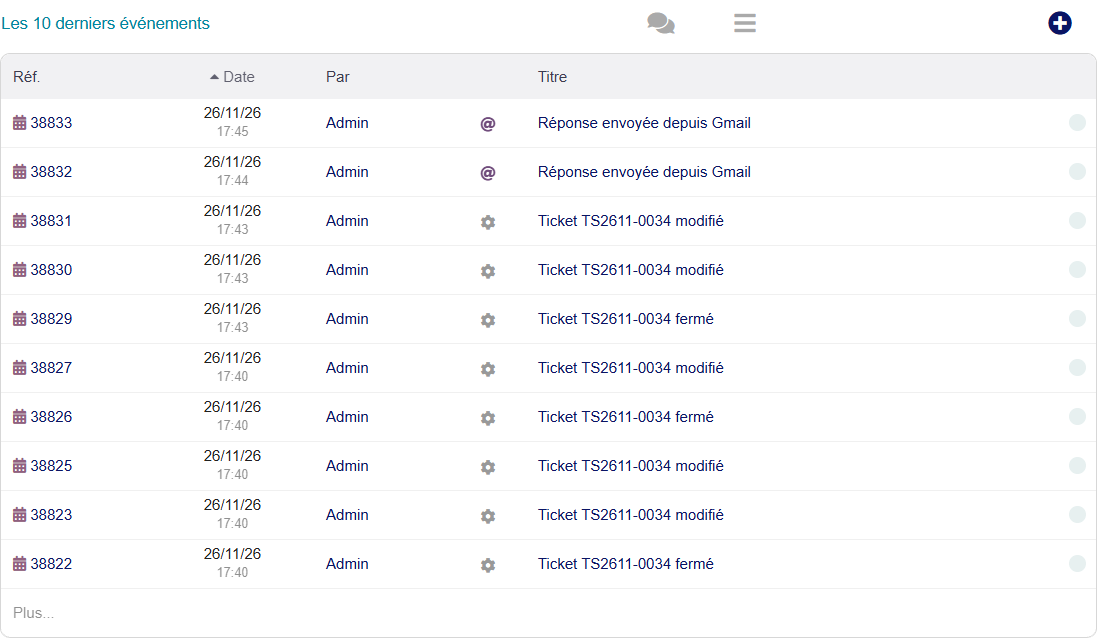 Les 10 derniers événements
Réf. Date Par Titre
38833 26/11/26 17:45 Admin @ Réponse envoyée depuis Gmail
38832 26/11/26 17:44 Admin @ Réponse envoyée depuis Gmail
38831 26/11/26 17:43 Admin Ticket TS2611-0034 modifié
38830 26/11/26 17:43 Admin Ticket TS2611-0034 modifié
38829 26/11/26 17:43 Admin Ticket TS2611-0034 fermé
38827 26/11/26 17:40 Admin Ticket TS2611-0034 modifié
38826 26/11/26 17:40 Admin Ticket TS2611-0034 fermé
38825 26/11/26 17:40 Admin Ticket TS2611-0034 modifié
38823 26/11/26 17:40 Admin Ticket TS2611-0034 modifié
38822 26/11/26 17:40 Admin Ticket TS2611-0034 fermé
Plus...